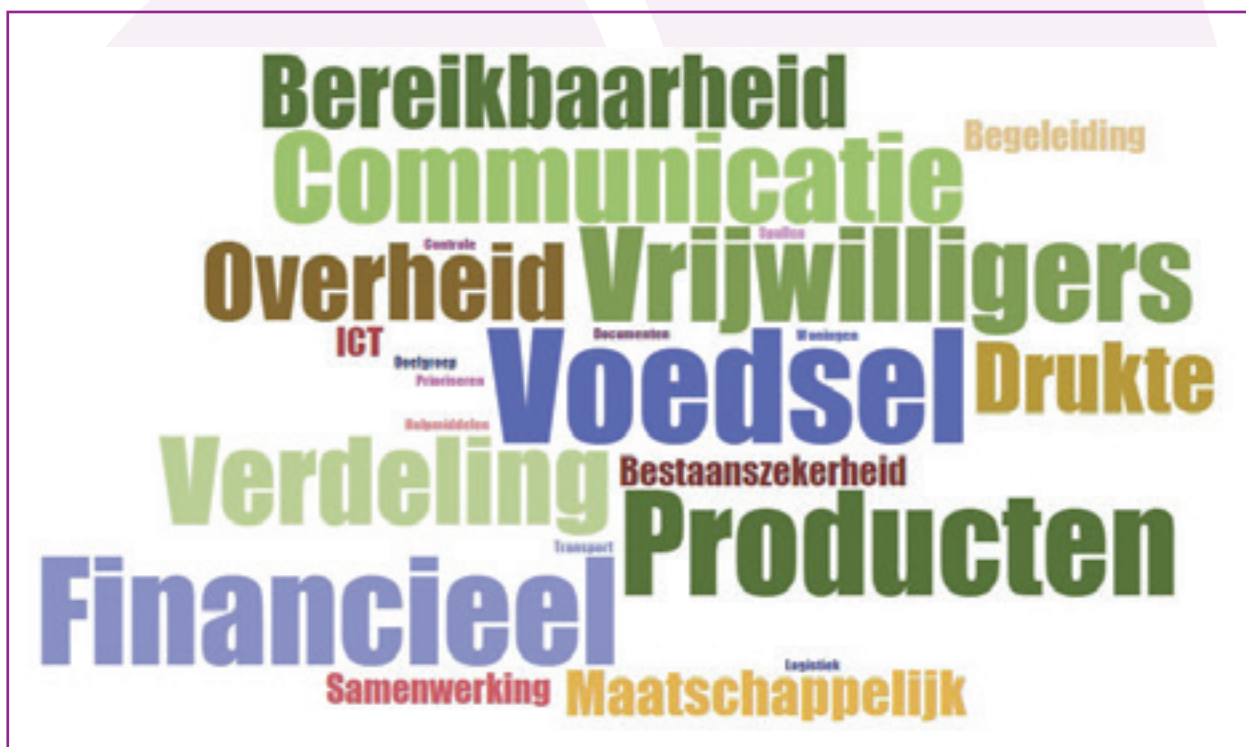 Bereikbaarheid
Communicatie
Begeleiding
Controle
Spullen
Overheid
Vrijwilligers
ICT
Documenten
Woningen
Doelgroep
Prioriseren
Voedsel
Drukte
Hulpmiddelen
Verdeling
Bestaanszekerheid
Producten
Transport
Financieel
Logistiek
Samenwerking
Maatschappelijk